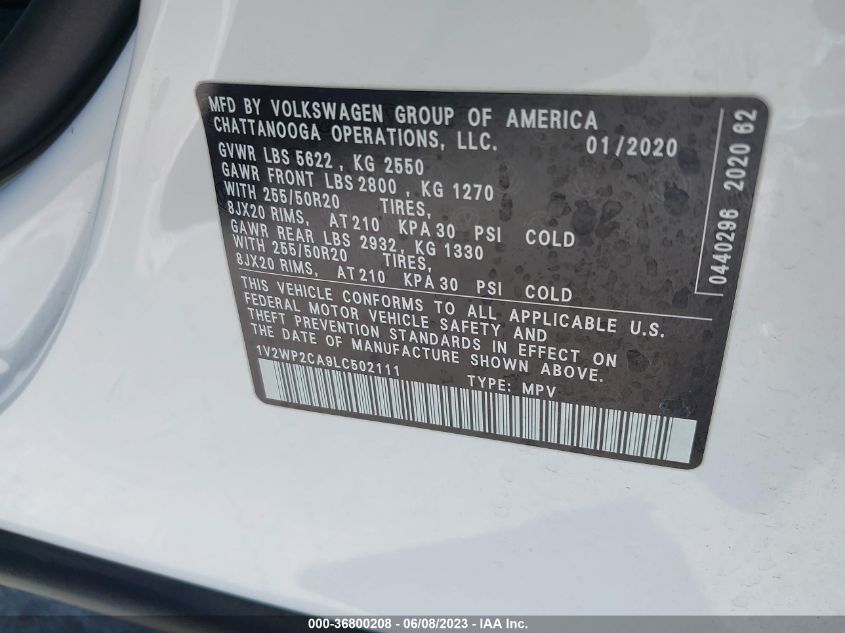 MFD BY VOLKSWAGEN GROUP OF AMERICA
CHATTANOOGA OPERATIONS, LLC. 01/2020
GVWR LBS 5622 , KG 2550
GAWR FRONT LBS 2800 , KG 1270
WITH 255/50R20 TIRES,
8JX20 RIMS, AT 210 KPA 30 PSI COLD
GAWR REAR LBS 2932, KG 1330
WITH 255/50R20 TIRES,
8JX20 RIMS, AT 210 KPA 30 PSI COLD
THIS VEHICLE CONFORMS TO ALL APPLICABLE U.S.
FEDERAL MOTOR VEHICLE SAFETY AND
THEFT PREVENTION STANDARDS IN EFFECT ON
THE DATE OF MANUFACTURE SHOWN ABOVE.
1V2WP2CA9LC502111 TYPE: MPV
0440296 2020 62
000-36800208 - 06/08/2023 - IAA Inc.